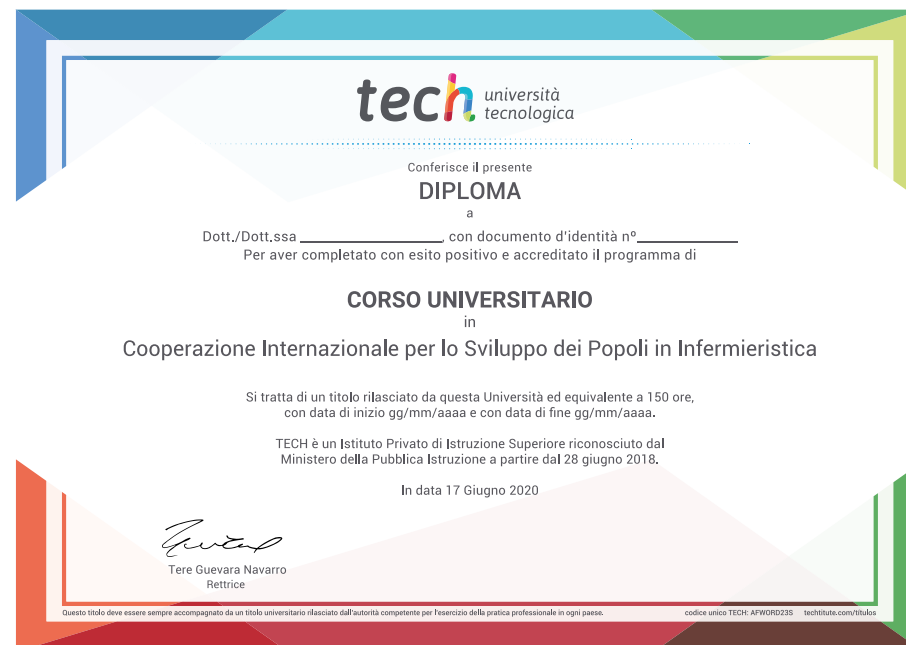 tech università
tecnologica
Conferisce il presente
DIPLOMA
a
Dott./Dott.ssa ____________________, con documento d'identità nº______________
Per aver completato con esito positivo e accreditato il programma di
CORSO UNIVERSITARIO
in
Cooperazione Internazionale per lo Sviluppo dei Popoli in Infermieristica
Si tratta di un titolo rilasciato da questa Università ed equivalente a 150 ore,
con data di inizio gg/mm/aaaa e con data di fine gg/mm/aaaa.
TECH è un Istituto Privato di Istruzione Superiore riconosciuto dal
Ministero della Pubblica Istruzione a partire dal 28 giugno 2018.
In data 17 Giugno 2020
Tere Guevara Navarro
Rettrice
Questo titolo deve essere sempre accompagnato da un titolo universitario rilasciato dall'autorità competente per l'esercizio della pratica professionale in ogni paese. codice unico TECH: AFWORD23S techtitute.com/titulos